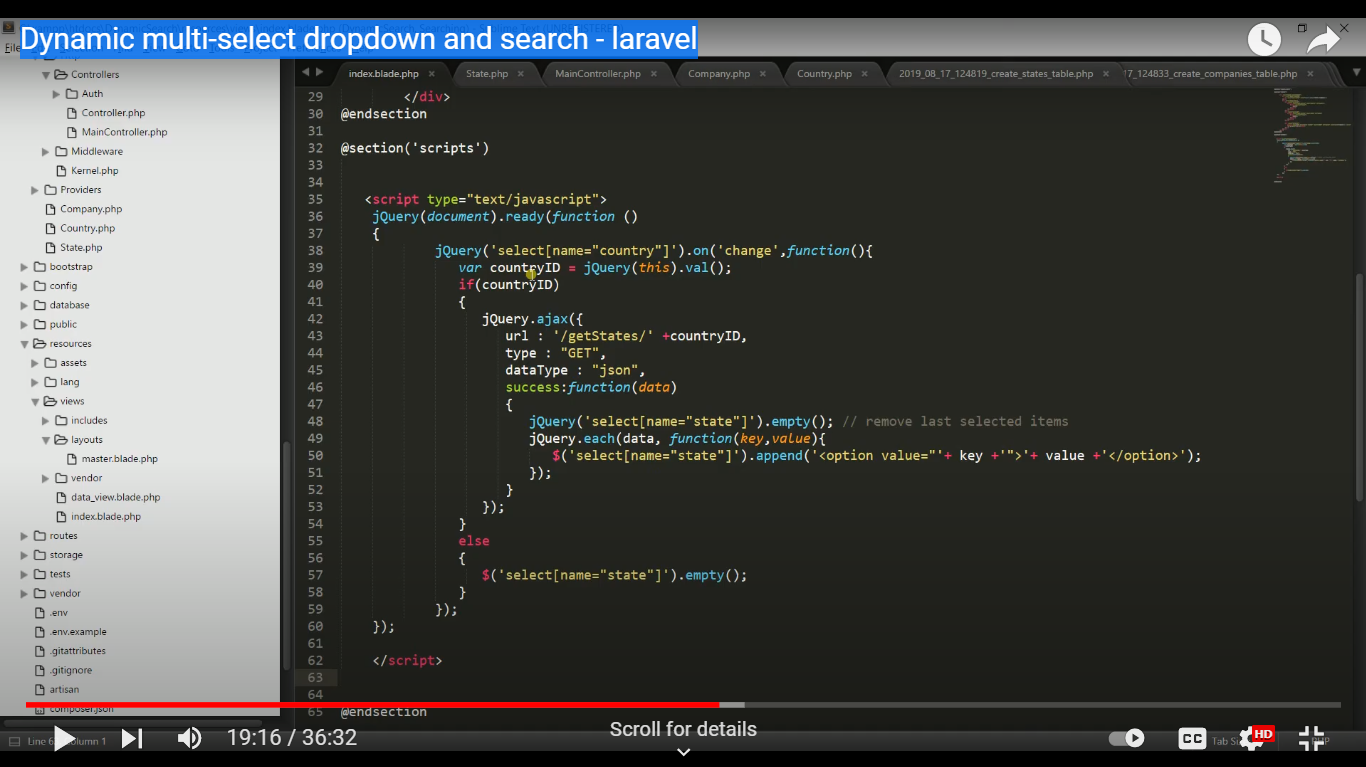 Dynamic multi-select dropdown and search - laravel
index.blade.php
State.php
MainController.php
Company.php
Country.php
2019_08_17_124819_create_states_table.php
17_124833_create_companies_table.php
Controllers
Auth
Controller.php
MainController.php
Middleware
Kernel.php
Providers
Company.php
Country.php
State.php
bootstrap
config
database
public
resources
assets
lang
views
includes
layouts
master.blade.php
vendor
data_view.blade.php
index.blade.php
routes
storage
tests
vendor
.env
.env.example
.gitattributes
.gitignore
artisan
composer.json
29 </div>
30 @endsection
31
32 @section('scripts')
33
34
35 <script type="text/javascript">
36 jQuery(document).ready(function ()
37 {
38 jQuery('select[name="country"]').on('change',function(){
39 var countryID = jQuery(this).val();
40 if(countryID)
41 {
42 jQuery.ajax({
43 url : '/getStates/' +countryID,
44 type : "GET",
45 dataType : "json",
46 success:function(data)
47 {
48 jQuery('select[name="state"]').empty(); // remove last selected items
49 jQuery.each(data, function(key,value){
50 $('select[name="state"]').append('<option value="'+ key +'">'+ value +'</option>');
51 });
52 }
53 });
54 }
55 else
56 {
57 $('select[name="state"]').empty();
58 }
59 });
60 });
61
62 </script>
63
64
65 @endsection
19:16 / 36:32
Scroll for details
CC
HD